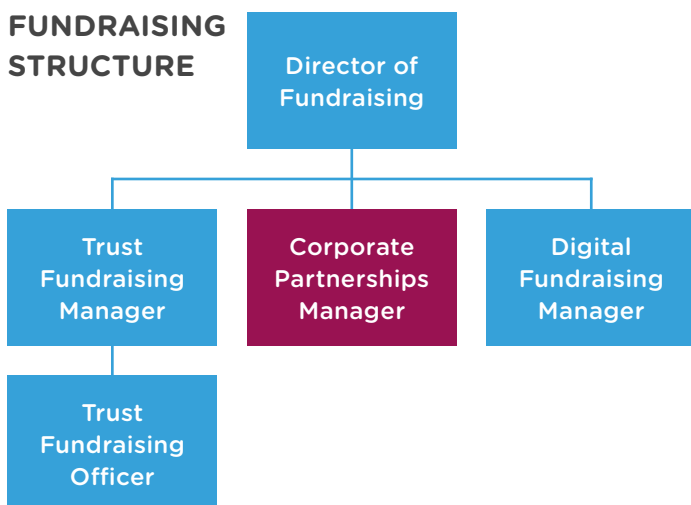 FUNDRAISING
STRUCTURE
Director of
Fundraising
Trust
Fundraising
Manager
Corporate
Partnerships
Manager
Digital
Fundraising
Manager
Trust
Fundraising
Officer